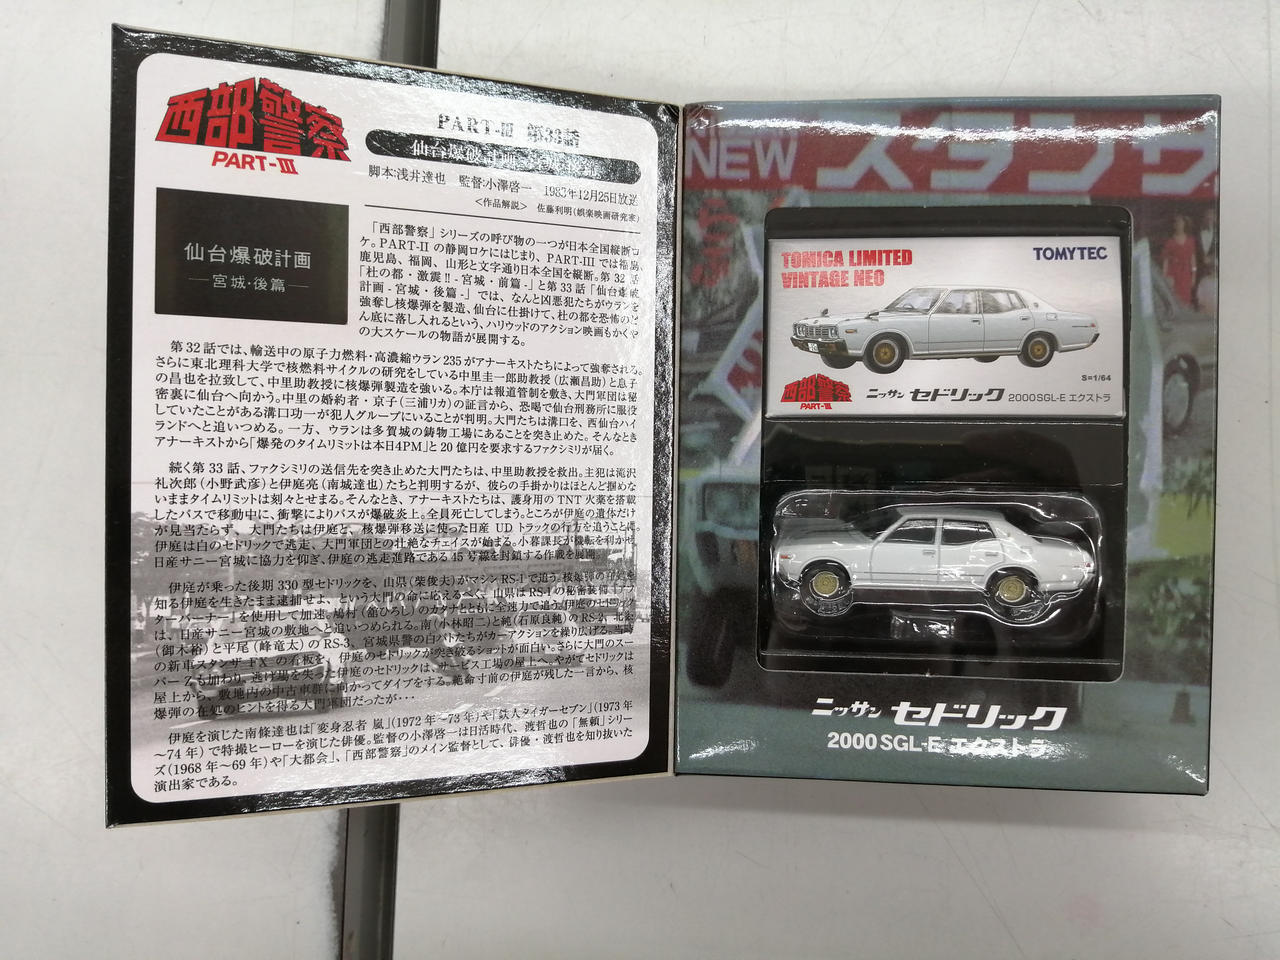 西部警察
PART-III
PART-III 第33話
仙台爆破計画
脚本:浅井達也 監督:小澤啓一 1983年12月25日放送
<作品解説> 佐藤利明(娯楽映画研究家)
仙台爆破計画
―宮城・後篇―
「西部警察」シリーズの呼び物の一つが日本全国縦断ロ
ケ。PART-IIの静岡ロケにはじまり、PART-IIIでは福島、
鹿児島、福岡、山形と文字通り日本全国を縦断。第32話
「杜の都・激震!! -宮城・前篇-」と第33話「仙台爆破
計画 -宮城・後篇-」では、なんと凶悪犯たちがウランを
強奪し核爆弾を製造、仙台に仕掛けて、杜の都を恐怖のど
ん底に落し入れるという、ハリウッドのアクション映画もかくや
の大スケールの物語が展開する。
第32話では、輸送中の原子力燃料・高濃縮ウラン235がアナーキストたちによって強奪される。
さらに東北理科大学で核燃料サイクルの研究をしている中里圭一郎助教授(広瀬昌助)と息子
の昌也を拉致して、中里助教授に核爆弾製造を強いる。本庁は報道管制を敷き、大門軍団は秘
密裏に仙台へ向かう。中里の婚約者・京子(三浦リカ)の証言から、恐喝で仙台刑務所に服役
していたことがある溝口功一が犯人グループにいることが判明。大門たちは溝口を、西仙台ハイ
ランドへと追いつめる。一方、ウランは多賀城の鋳物工場にあることを突き止めた。そんなとき
アナーキストから「爆発のタイムリミットは本日4PM」と20億円を要求するファクシミリが届く。
続く第33話、ファクシミリの送信先を突き止めた大門たちは、中里助教授を救出。主犯は滝沢
礼次郎(小野武彦)と伊庭亮(南城達也)たちと判明するが、彼らの手掛かりはほとんど掴めな
いままタイムリミットは刻々とせまる。そんなとき、アナーキストたちは、護身用のTNT火薬を搭載
したバスで移動中に、衝撃によりバスが爆破炎上。全員死亡してしまう。ところが伊庭の遺体だけ
が見当たらず、大門たちは伊庭と、核爆弾移送に使った日産UDトラックの行方を追うことに。
伊庭は白のセドリックで逃走、大門軍団との壮絶なチェイスが始まる。小暮課長が機転を利かせ
日産サニー宮城に協力を仰ぎ、伊庭の逃走進路である45号線を封鎖する作戦を展開。
伊庭が乗った後期330型セドリックを、山県(柴俊夫)がマシンRS-1で追う。核爆弾の在処を
知る伊庭を生きたまま逮捕せよ、という大門の命に応えるべく、山県はRS-1の秘密装備「アフ
ターバーナー」を使用して加速。鳩村(舘ひろし)のカタナとともに全速力で追う。伊庭のセドリック
は、日産サニー宮城の敷地へと追いつめられる。南(小林昭二)と純(石原良純)のRS-2、北条
(御木裕)と平尾(峰竜太)のRS-3、宮城県警の白バイたちがカーアクションを繰り広げる。当時
の新車スタンザFXの看板を、伊庭のセドリックが突き破るショットが面白い。さらに大門のスー
パーZも加わり、逃げ場を失った伊庭のセドリックは、サービス工場の屋上へ。やがてセドリックは
屋上から、敷地内の中古車群に向かってダイブをする。絶命寸前の伊庭が残した一言から、核
爆弾の在処のヒントを得る大門軍団だったが・・・
伊庭を演じた南條達也は「変身忍者 嵐」(1972年~73年)や「鉄人タイガーセブン」(1973年
~74年)で特撮ヒーローを演じた俳優。監督の小澤啓一は日活時代、渡哲也の「無頼」シリー
ズ(1968年~69年)や「大都会」、「西部警察」のメイン監督として、俳優・渡哲也を知り抜いた
演出家である。
NISSAN
NEW スタンザ
TOMICA LIMITED
VINTAGE NEO
TOMYTEC
S=1/64
西部警察
PART-III
ニッサン セドリック 2000SGL-E エクストラ
ニッサン セドリック
2000SGL-E エクストラ